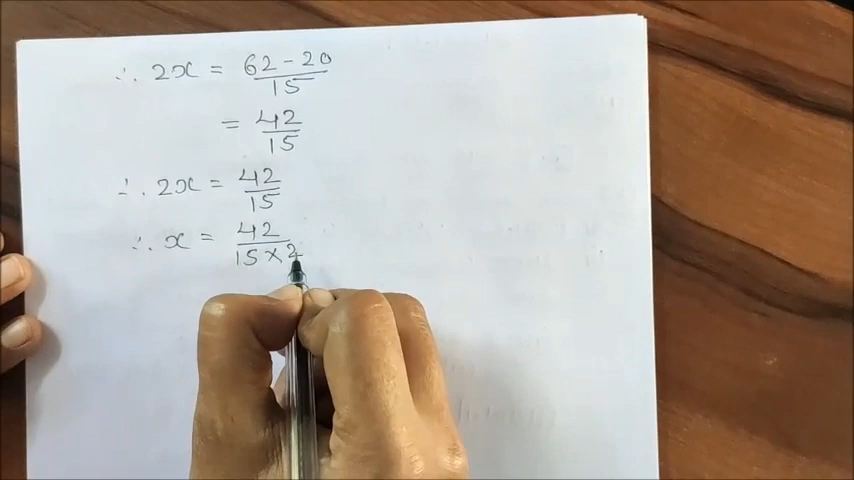 ∴ 2x = 62 - 20 / 15
= 42 / 15
∴ 2x = 42 / 15
∴ x = 42 / 15 × 2